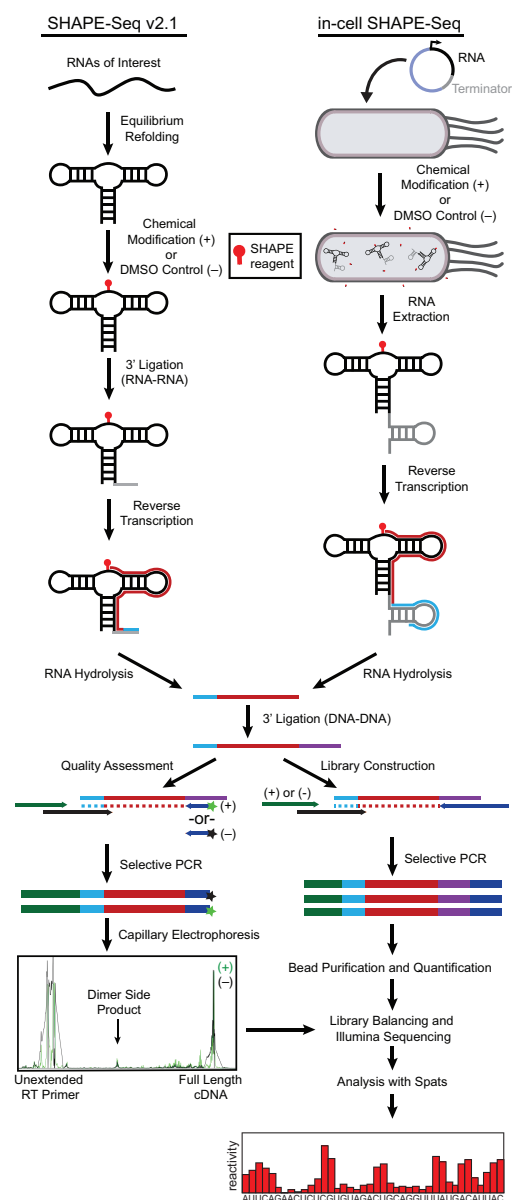 SHAPE-Seq v2.1
in-cell SHAPE-Seq
RNAs of Interest
RNA
Terminator
Equilibrium
Refolding
Chemical
Modification (+)
or
DMSO Control (–)
Chemical
Modification (+)
or
DMSO Control (–)
SHAPE
reagent
RNA
Extraction
3' Ligation
(RNA-RNA)
Reverse
Transcription
Reverse
Transcription
RNA Hydrolysis
RNA Hydrolysis
3' Ligation (DNA-DNA)
Quality Assessment
Library Construction
(+)
-or-
(–)
(+) or (-)
Selective PCR
Selective PCR
Capillary Electrophoresis
(+)
(–)
Dimer Side
Product
Unextended
RT Primer
Full Length
cDNA
Bead Purification and Quantification
Library Balancing and
Illumina Sequencing
Analysis with Spats
reactivity